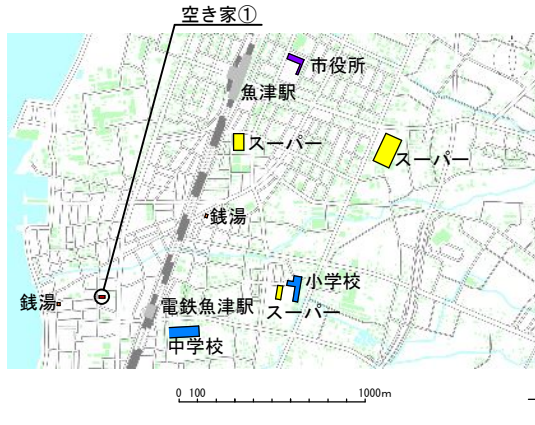 空き家①
市役所
魚津駅
スーパー
スーパー
銭湯
小学校
銭湯
電鉄魚津駅
スーパー
中学校
0 100 1000m